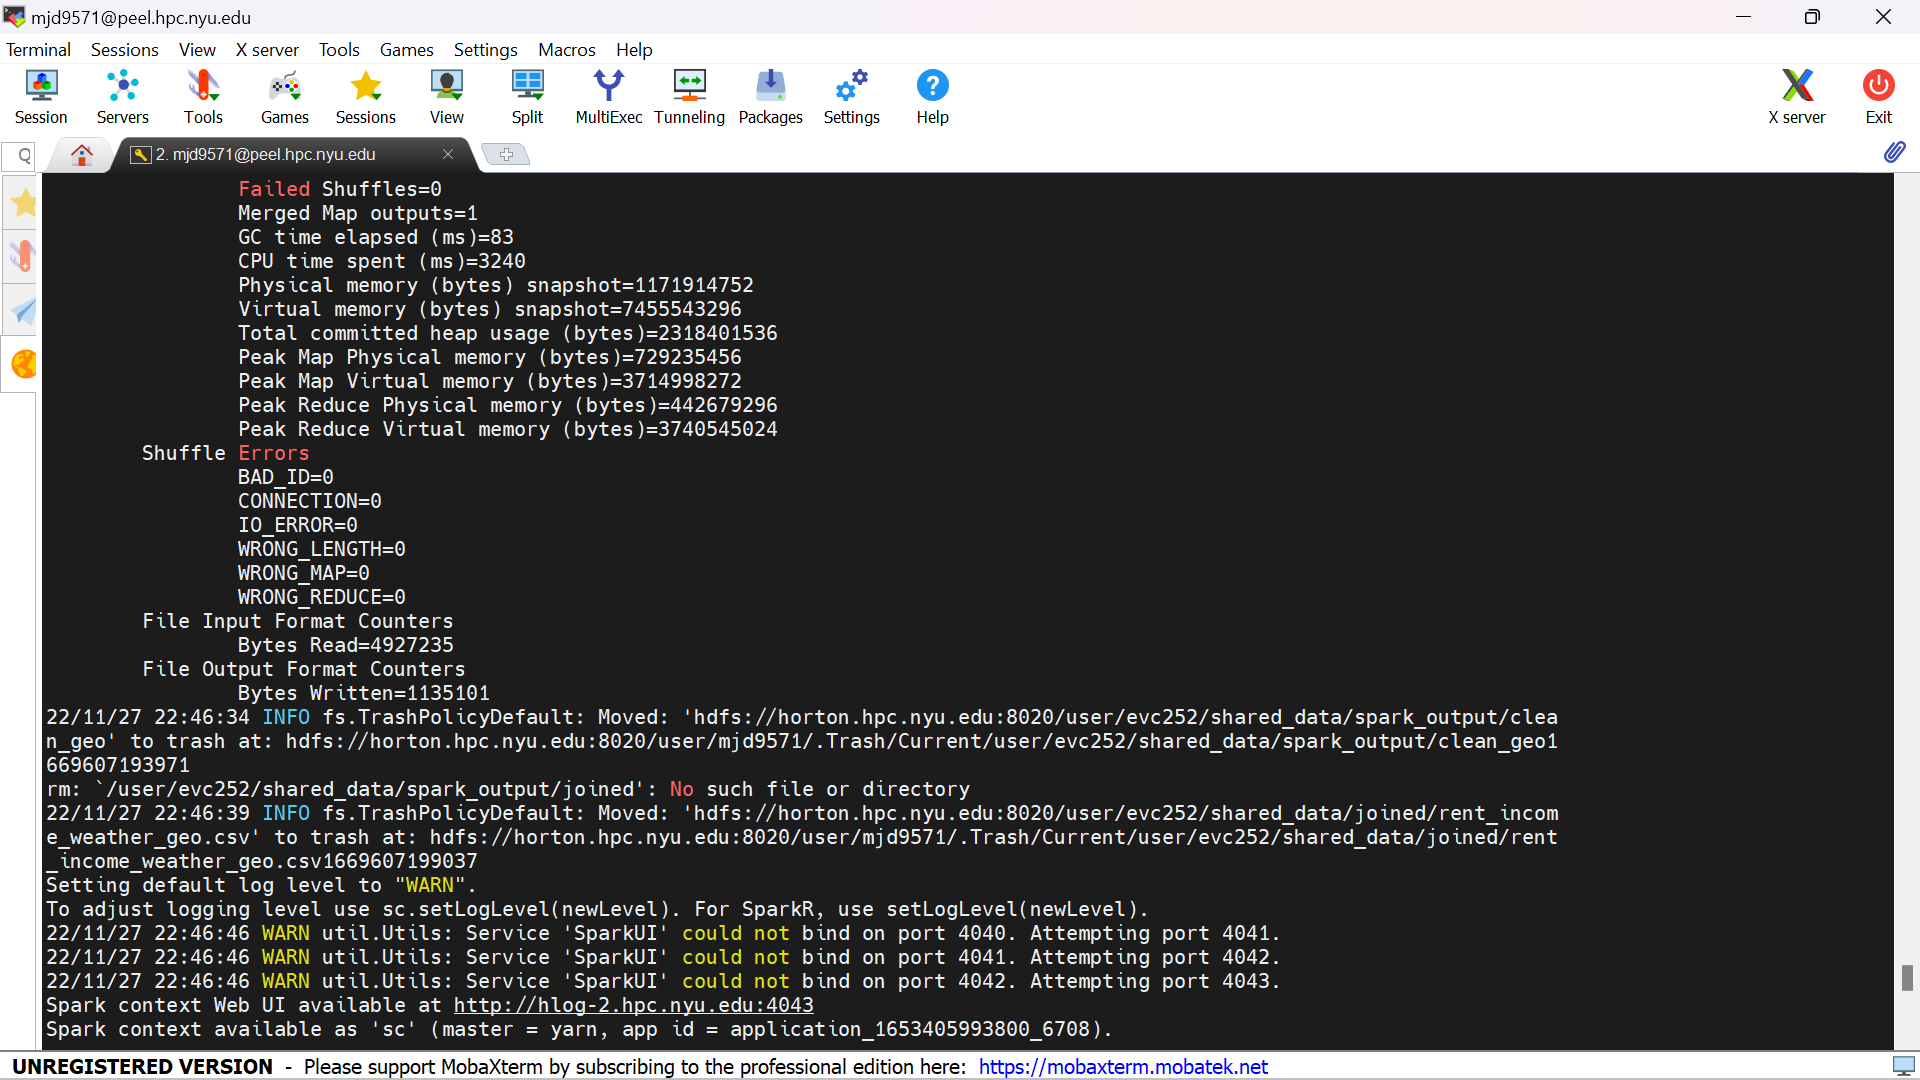 mjd9571@peel.hpc.nyu.edu
Terminal Sessions View X server Tools Games Settings Macros Help
Session Servers Tools Games Sessions View Split MultiExec Tunneling Packages Settings Help X server Exit
2. mjd9571@peel.hpc.nyu.edu
Failed Shuffles=0
Merged Map outputs=1
GC time elapsed (ms)=83
CPU time spent (ms)=3240
Physical memory (bytes) snapshot=1171914752
Virtual memory (bytes) snapshot=7455543296
Total committed heap usage (bytes)=2318401536
Peak Map Physical memory (bytes)=729235456
Peak Map Virtual memory (bytes)=3714998272
Peak Reduce Physical memory (bytes)=442679296
Peak Reduce Virtual memory (bytes)=3740545024
Shuffle Errors
BAD_ID=0
CONNECTION=0
IO_ERROR=0
WRONG_LENGTH=0
WRONG_MAP=0
WRONG_REDUCE=0
File Input Format Counters
Bytes Read=4927235
File Output Format Counters
Bytes Written=1135101
22/11/27 22:46:34 INFO fs.TrashPolicyDefault: Moved: 'hdfs://horton.hpc.nyu.edu:8020/user/evc252/shared_data/spark_output/clea
n_geo' to trash at: hdfs://horton.hpc.nyu.edu:8020/user/mjd9571/.Trash/Current/user/evc252/shared_data/spark_output/clean_geo1
669607193971
rm: `/user/evc252/shared_data/spark_output/joined': No such file or directory
22/11/27 22:46:39 INFO fs.TrashPolicyDefault: Moved: 'hdfs://horton.hpc.nyu.edu:8020/user/evc252/shared_data/joined/rent_incom
e_weather_geo.csv' to trash at: hdfs://horton.hpc.nyu.edu:8020/user/mjd9571/.Trash/Current/user/evc252/shared_data/joined/rent
_income_weather_geo.csv1669607199037
Setting default log level to "WARN".
To adjust logging level use sc.setLogLevel(newLevel). For SparkR, use setLogLevel(newLevel).
22/11/27 22:46:46 WARN util.Utils: Service 'SparkUI' could not bind on port 4040. Attempting port 4041.
22/11/27 22:46:46 WARN util.Utils: Service 'SparkUI' could not bind on port 4041. Attempting port 4042.
22/11/27 22:46:46 WARN util.Utils: Service 'SparkUI' could not bind on port 4042. Attempting port 4043.
Spark context Web UI available at http://hlog-2.hpc.nyu.edu:4043
Spark context available as 'sc' (master = yarn, app id = application_1653405993800_6708).
UNREGISTERED VERSION - Please support MobaXterm by subscribing to the professional edition here: https://mobaxterm.mobatek.net